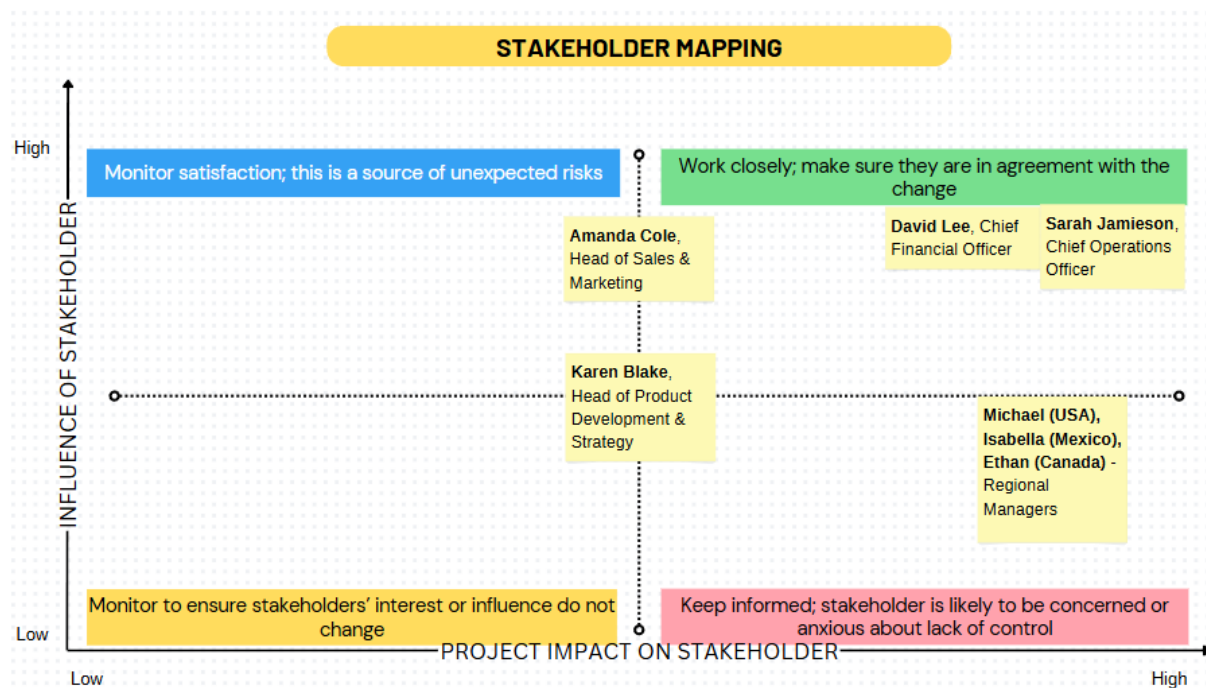 STAKEHOLDER MAPPING
High
Monitor satisfaction; this is a source of unexpected risks
Work closely; make sure they are in agreement with the
change
INFLUENCE OF STAKEHOLDER
Amanda Cole,
Head of Sales &
Marketing
David Lee, Chief
Financial Officer
Sarah Jamieson,
Chief Operations
Officer
Karen Blake,
Head of Product
Development &
Strategy
Michael (USA),
Isabella (Mexico),
Ethan (Canada) -
Regional
Managers
Monitor to ensure stakeholders’ interest or influence do not
change
Keep informed; stakeholder is likely to be concerned or
anxious about lack of control
Low
PROJECT IMPACT ON STAKEHOLDER
Low
High